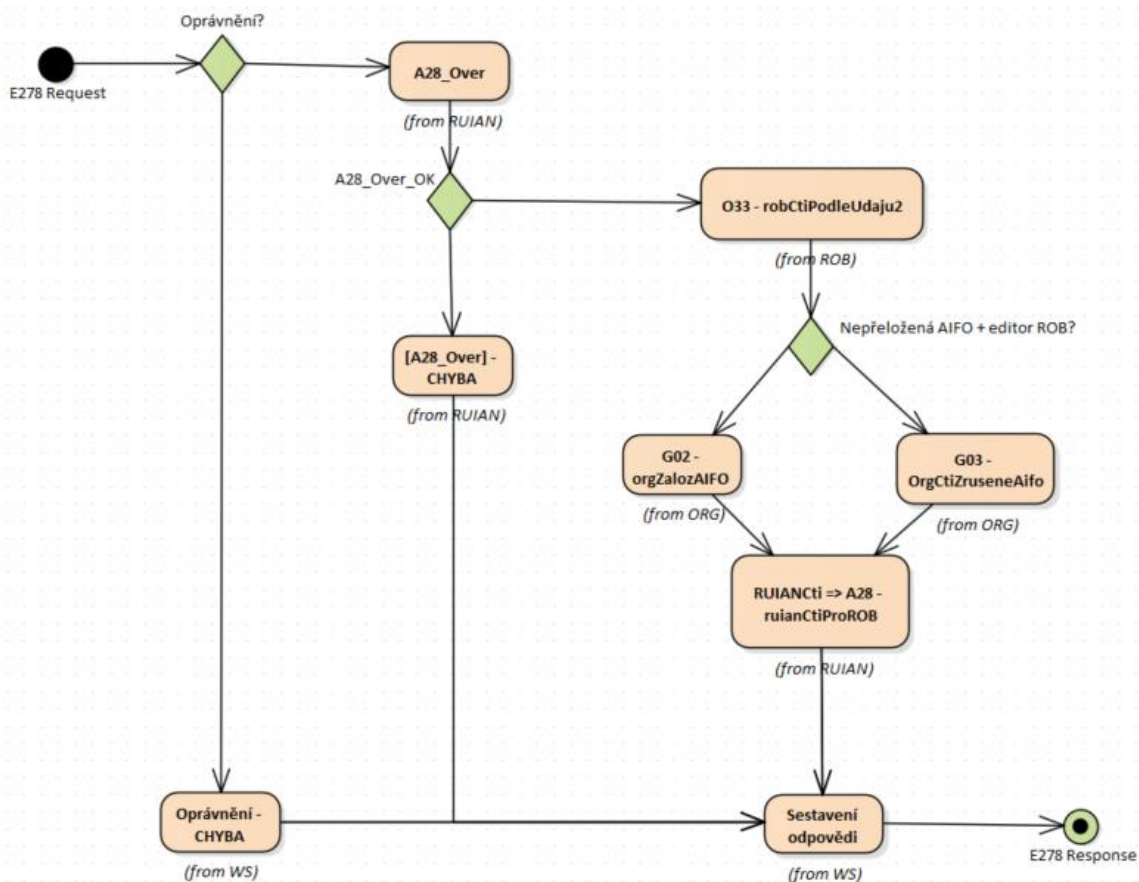 Oprávnění?
E278 Request
A28_Over
(from RUIAN)
A28_Over_OK
O33 - robCtiPodleUdaju2
(from ROB)
Nepřeložená AIFO + editor ROB?
[A28_Over] -
CHYBA
(from RUIAN)
G02 -
orgZalozAIFO
(from ORG)
G03 -
OrgCtiZruseneAifo
(from ORG)
RUIANCti => A28 -
ruianCtiProROB
(from RUIAN)
Oprávnění -
CHYBA
(from WS)
Sestavení
odpovědi
(from WS)
E278 Response